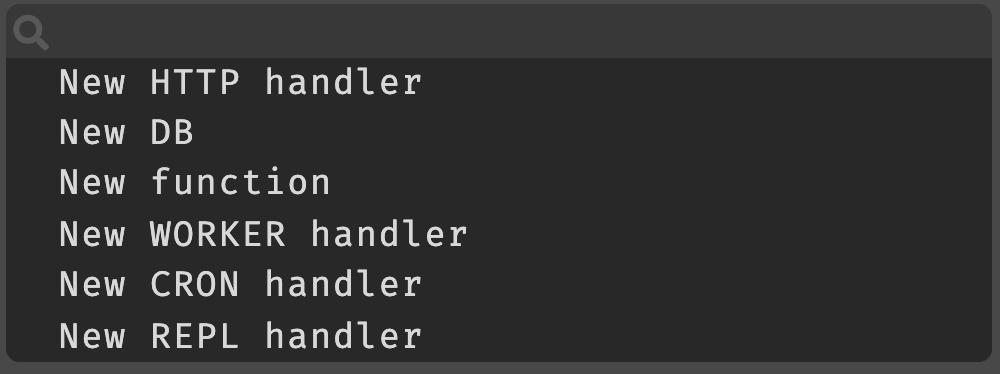 New HTTP handler
New DB
New function
New WORKER handler
New CRON handler
New REPL handler